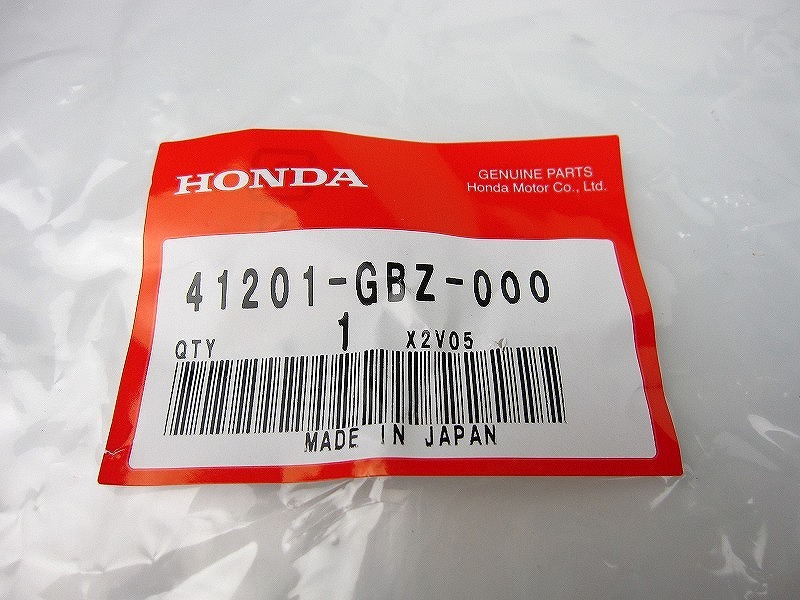 HONDA
GENUINE PARTS
Honda Motor Co., Ltd.
41201-GBZ-000
QTY 1 X2V05
MADE IN JAPAN